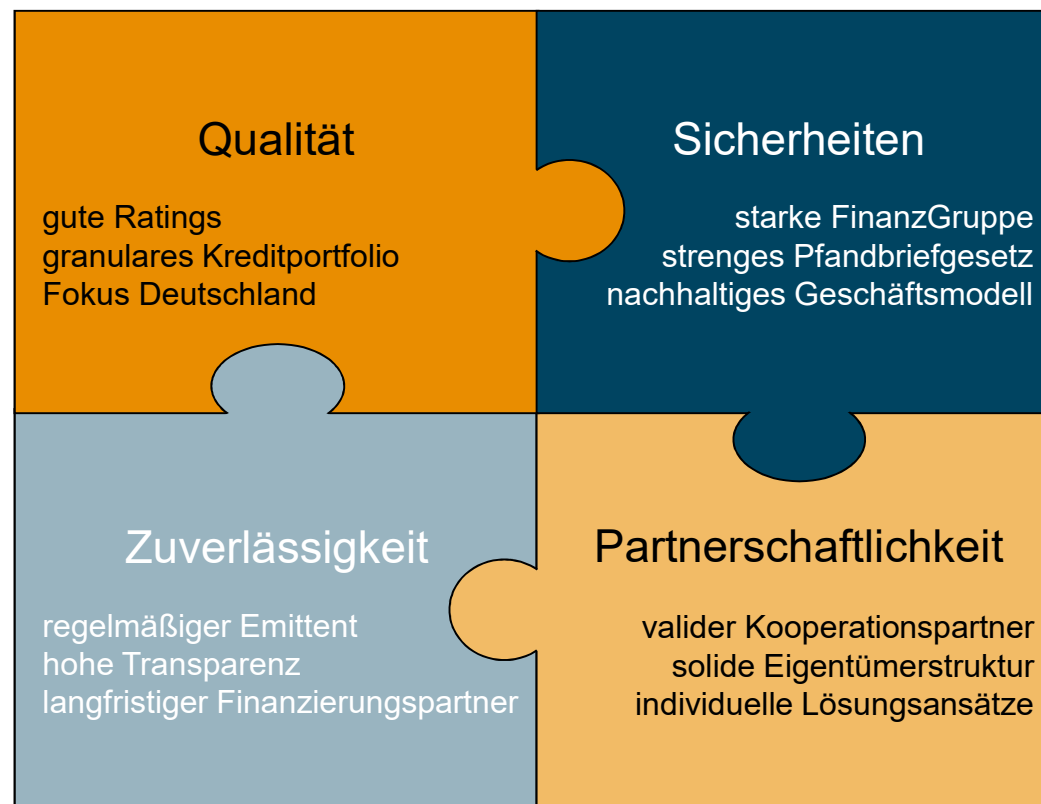 Qualität
gute Ratings
granulares Kreditportfolio
Fokus Deutschland
Sicherheiten
starke FinanzGruppe
strenges Pfandbriefgesetz
nachhaltiges Geschäftsmodell
Zuverlässigkeit
regelmäßiger Emittent
hohe Transparenz
langfristiger Finanzierungspartner
Partnerschaftlichkeit
valider Kooperationspartner
solide Eigentümerstruktur
individuelle Lösungsansätze